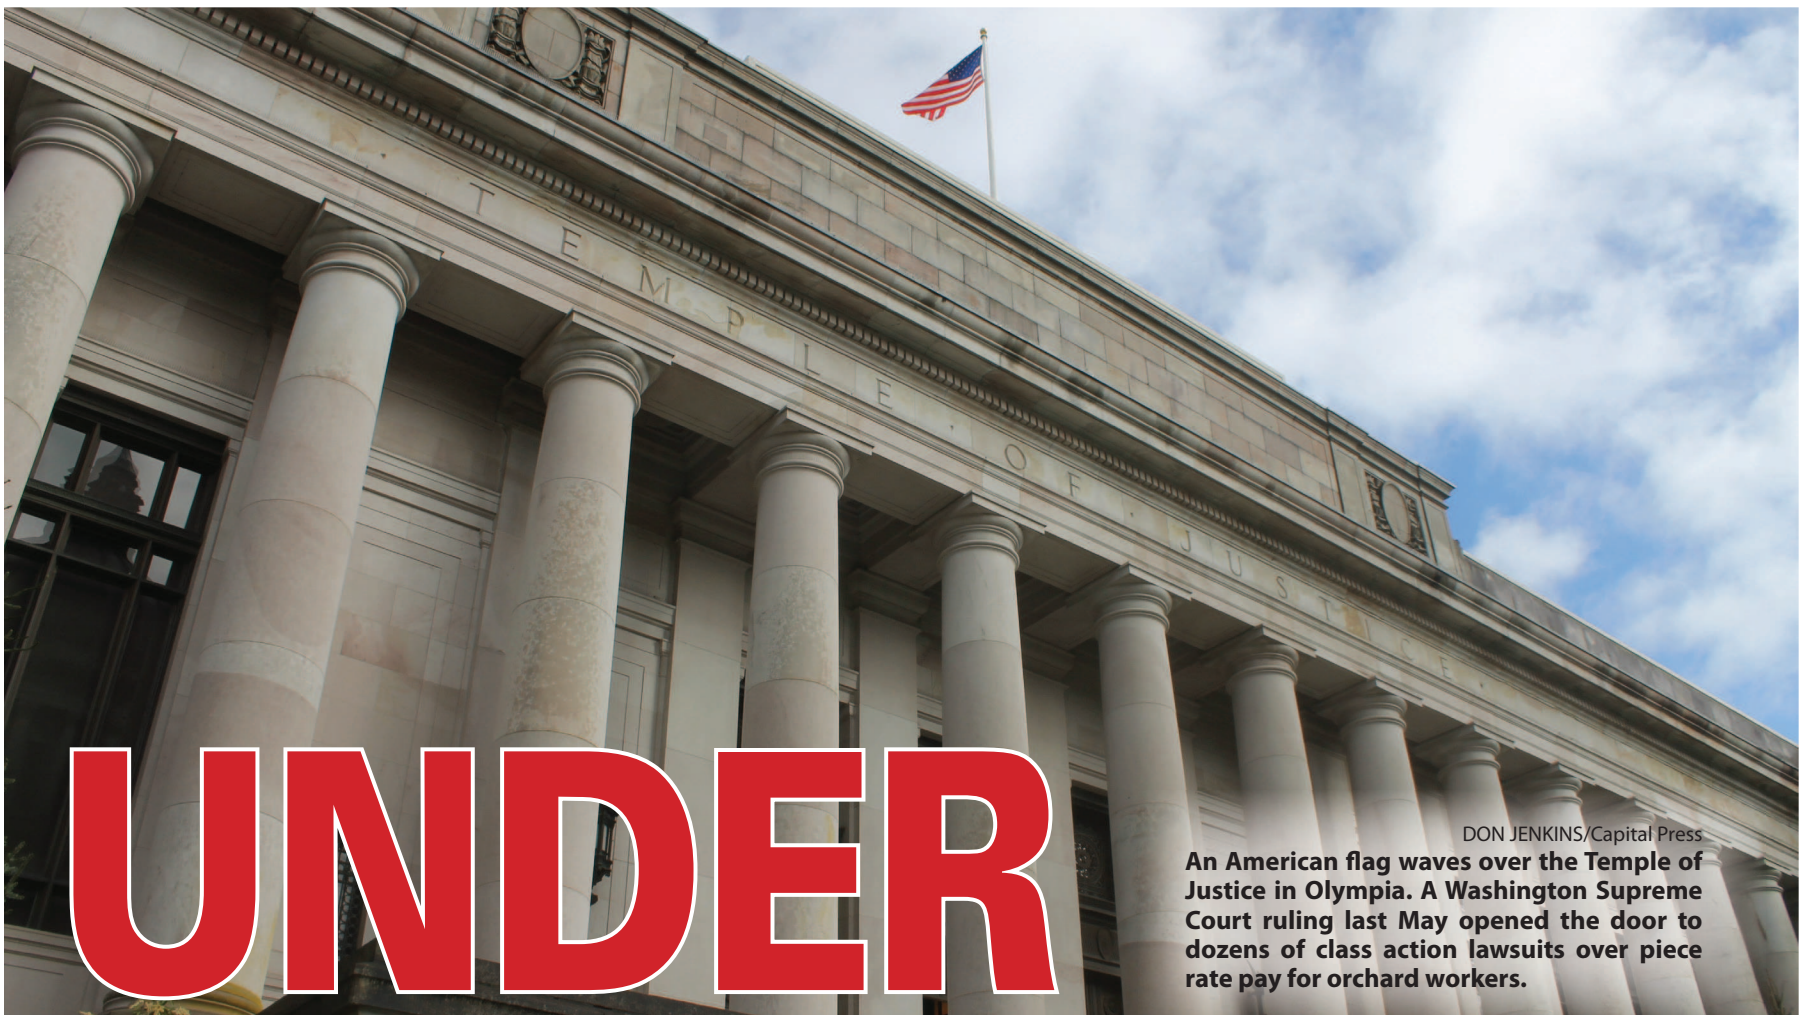 TEMPLE · OF · JUSTICE ·
UNDER
DON JENKINS/Capital Press
An American flag waves over the Temple of
Justice in Olympia. A Washington Supreme
Court ruling last May opened the door to
dozens of class action lawsuits over piece
rate pay for orchard workers.